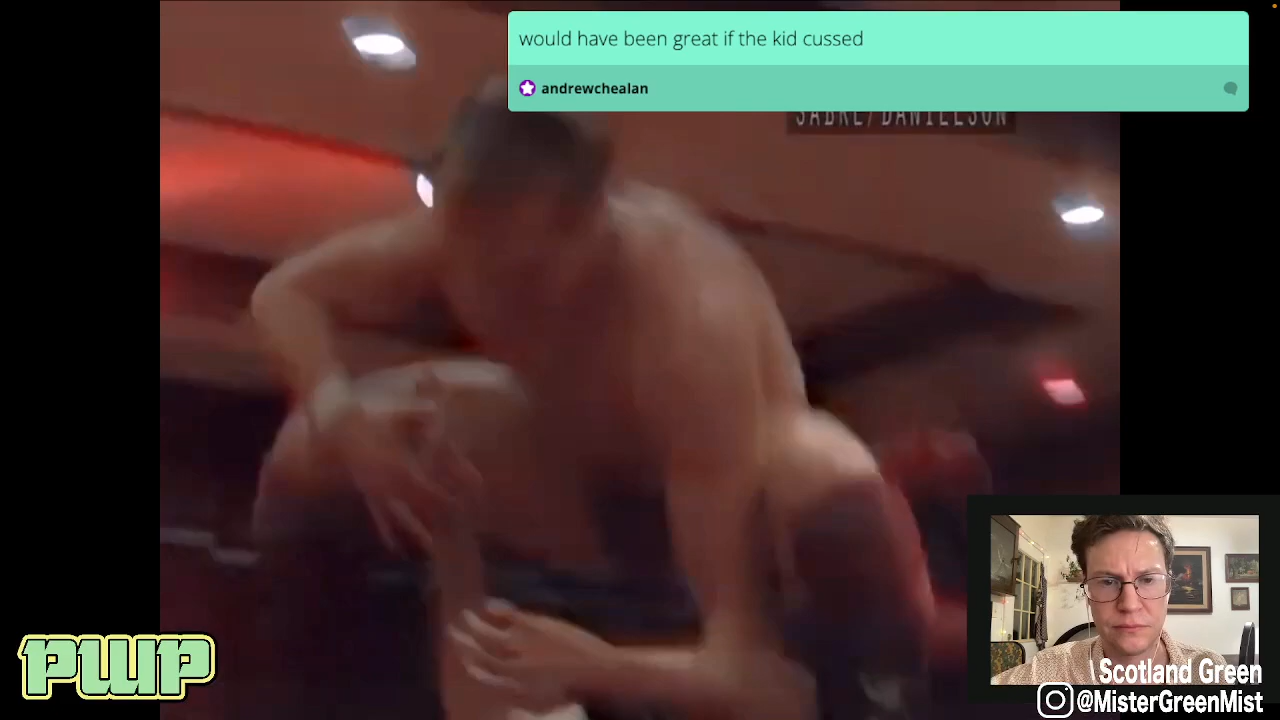 would have been great if the kid cussed
andrewchealan
SABRE/DANIELSON
PWP
Scotland Green
@MisterGreenMist